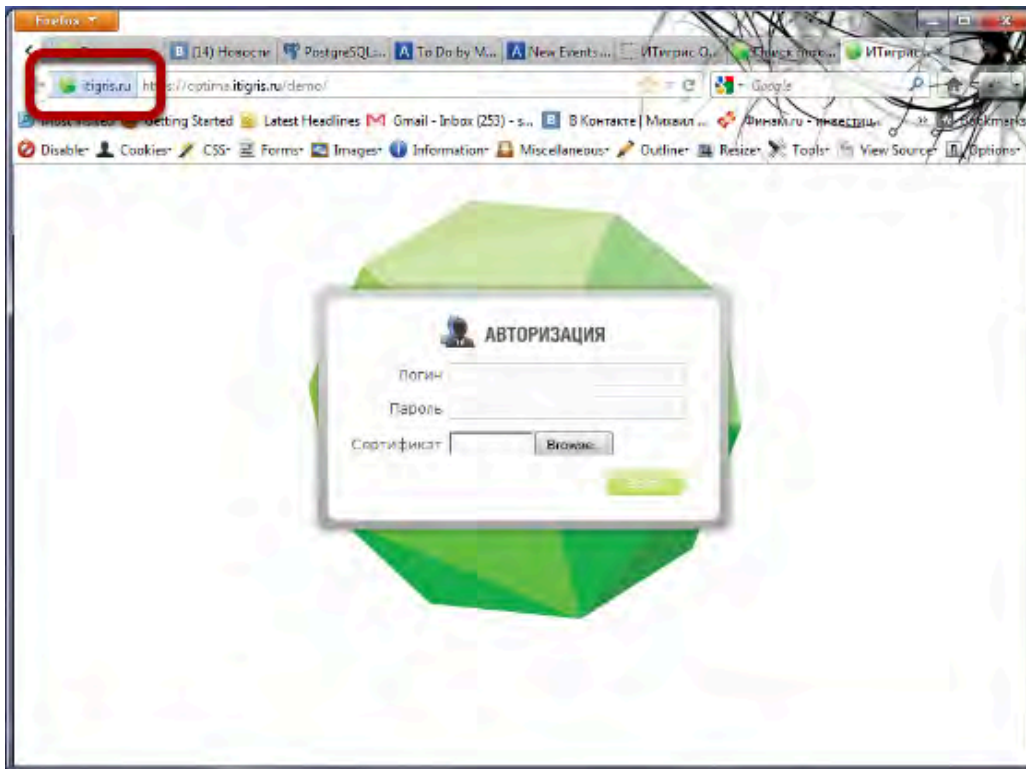 Firefox
(14) Новости PostgreSQL:... To Do by M... New Events ... ИТигрис О... Поиск ИТигрис
itigris.ru https://optima.itigris.ru/demo/ Google
Most Visited Getting Started Latest Headlines Gmail - Inbox (253) - s... В Контакте | Михаил ... Финам.ru - инвестиц... Bookmarks
Disable Cookies CSS Forms Images Information Miscellaneous Outline Resize Tools View Source Options
АВТОРИЗАЦИЯ
Логин
Пароль
Сертификат Browse...